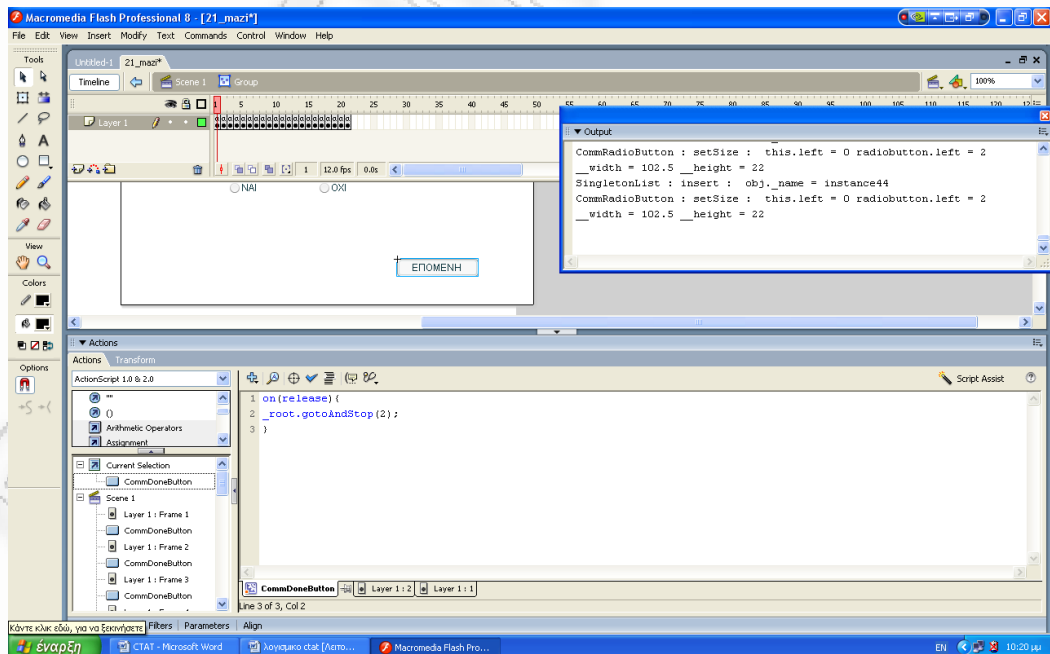 Macromedia Flash Professional 8 - [21_mazi*]
File Edit View Insert Modify Text Commands Control Window Help
Tools
View
Colors
Options
Untitled-1 21_mazi*
Timeline Scene 1 Group 100%
1 5 10 15 20 25 30 35 40 45 50 55 60 65 70 75 80 85 90 95 100 105 110 115 120
Layer 1
1 12.0 fps 0.0s
Output
CommRadioButton : setSize : this.left = 0 radiobutton.left = 2
__width = 102.5 __height = 22
SingletonList : insert : obj._name = instance44
CommRadioButton : setSize : this.left = 0 radiobutton.left = 2
__width = 102.5 __height = 22
ΝΑΙ ΟΧΙ
ΕΠΟΜΕΝΗ
Actions
Actions Transform
ActionScript 1.0 & 2.0
""
()
Arithmetic Operators
Assignment
Current Selection
CommDoneButton
Scene 1
Layer 1 : Frame 1
CommDoneButton
Layer 1 : Frame 2
CommDoneButton
Layer 1 : Frame 3
CommDoneButton
Script Assist
1 on(release){
2 _root.gotoAndStop(2);
3 }
CommDoneButton Layer 1 : 2 Layer 1 : 1
Line 3 of 3, Col 2
Filters Parameters Align
Κάντε κλικ εδώ, για να ξεκινήσετε
έναρξη CTAT - Microsoft Word λογισμικο ctat [Λειτο... Macromedia Flash Pro... EN 10:20 μμ